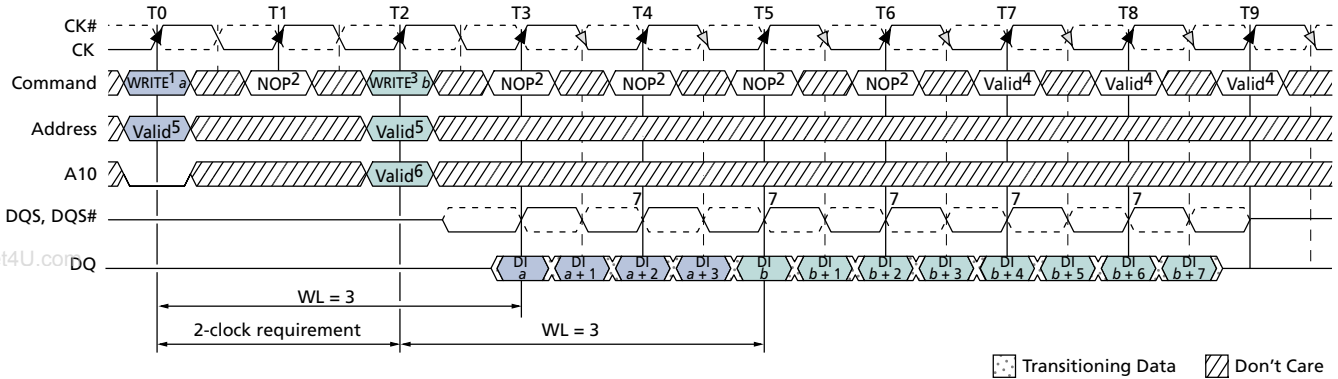 T0 T1 T2 T3 T4 T5 T6 T7 T8 T9
CK#
CK
Command WRITE1 a NOP2 WRITE3 b NOP2 NOP2 NOP2 NOP2 Valid4 Valid4 Valid4
Address Valid5 Valid5
A10 Valid6
DQS, DQS# 7 7 7 7 7
t4U.com
DQ DI a DI a + 1 DI a + 2 DI a + 3 DI b DI b + 1 DI b + 2 DI b + 3 DI b + 4 DI b + 5 DI b + 6 DI b + 7
WL = 3
2-clock requirement WL = 3
Transitioning Data Don't Care